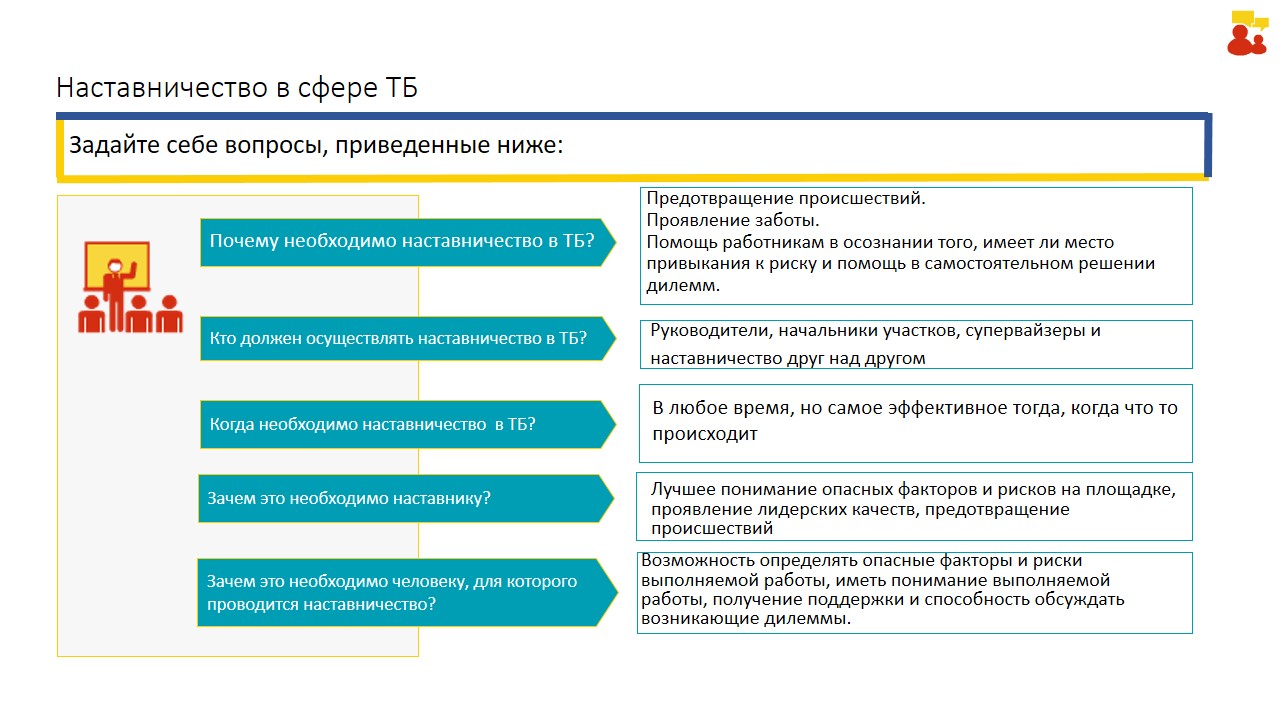 Наставничество в сфере ТБ
Задайте себе вопросы, приведенные ниже:
Почему необходимо наставничество в ТБ?
Предотвращение происшествий.
Проявление заботы.
Помощь работникам в осознании того, имеет ли место
привыкания к риску и помощь в самостоятельном решении
дилемм.
Кто должен осуществлять наставничество в ТБ?
Руководители, начальники участков, супервайзеры и
наставничество друг над другом
Когда необходимо наставничество  в ТБ?
В любое время, но самое эффективное тогда, когда что то
происходит
Зачем это необходимо наставнику?
Лучшее понимание опасных факторов и рисков на площадке,
проявление лидерских качеств, предотвращение
происшествий
Зачем это необходимо человеку, для которого
проводится наставничество?
Возможность определять опасные факторы и риски
выполняемой работы, иметь понимание выполняемой
работы, получение поддержки и способность обсуждать
возникающие дилеммы.